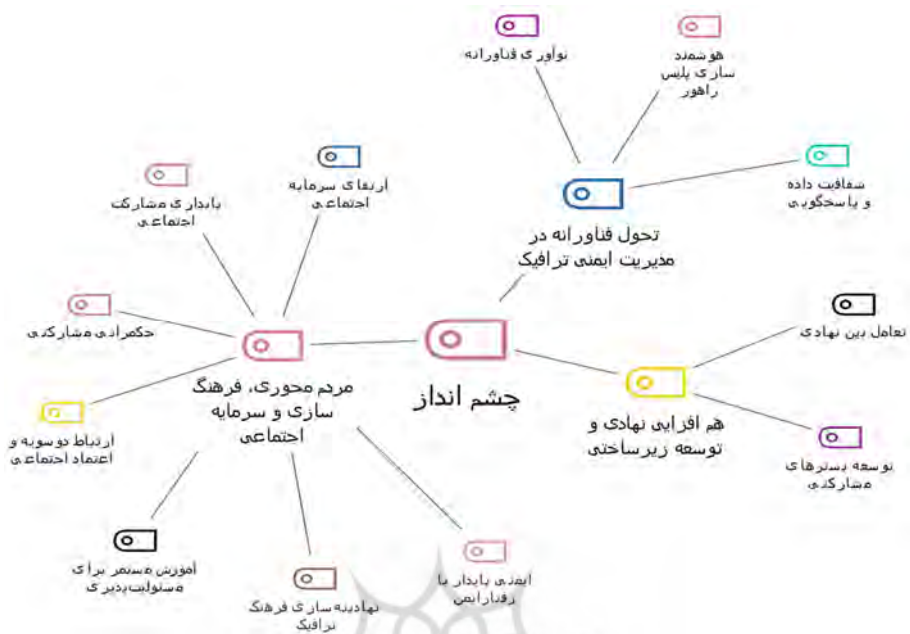 نوآوری فناورانه
هوشمند
سازی پلیس
راهور
شفافیت داده
و پاسخگویی
تحول فناورانه در
مدیریت ایمنی ترافیک
ارتقای سرمایه
اجتماعی
پایداری مشارکت
اجتماعی
حکمرانی مشارکتی
تعامل بین نهادی
چشم انداز
مردم محوری، فرهنگ
سازی و سرمایه
اجتماعی
هم افزایی نهادی و
توسعه زیرساختی
ارتباط دوسویه و
اعتماد اجتماعی
توسعه بسترهای
مشارکتی
آموزش مستمر برای
مسئولیت‌پذیری
نهادینه سازی فرهنگ
ترافیک
ایمنی پایدار با
رفتارایمن